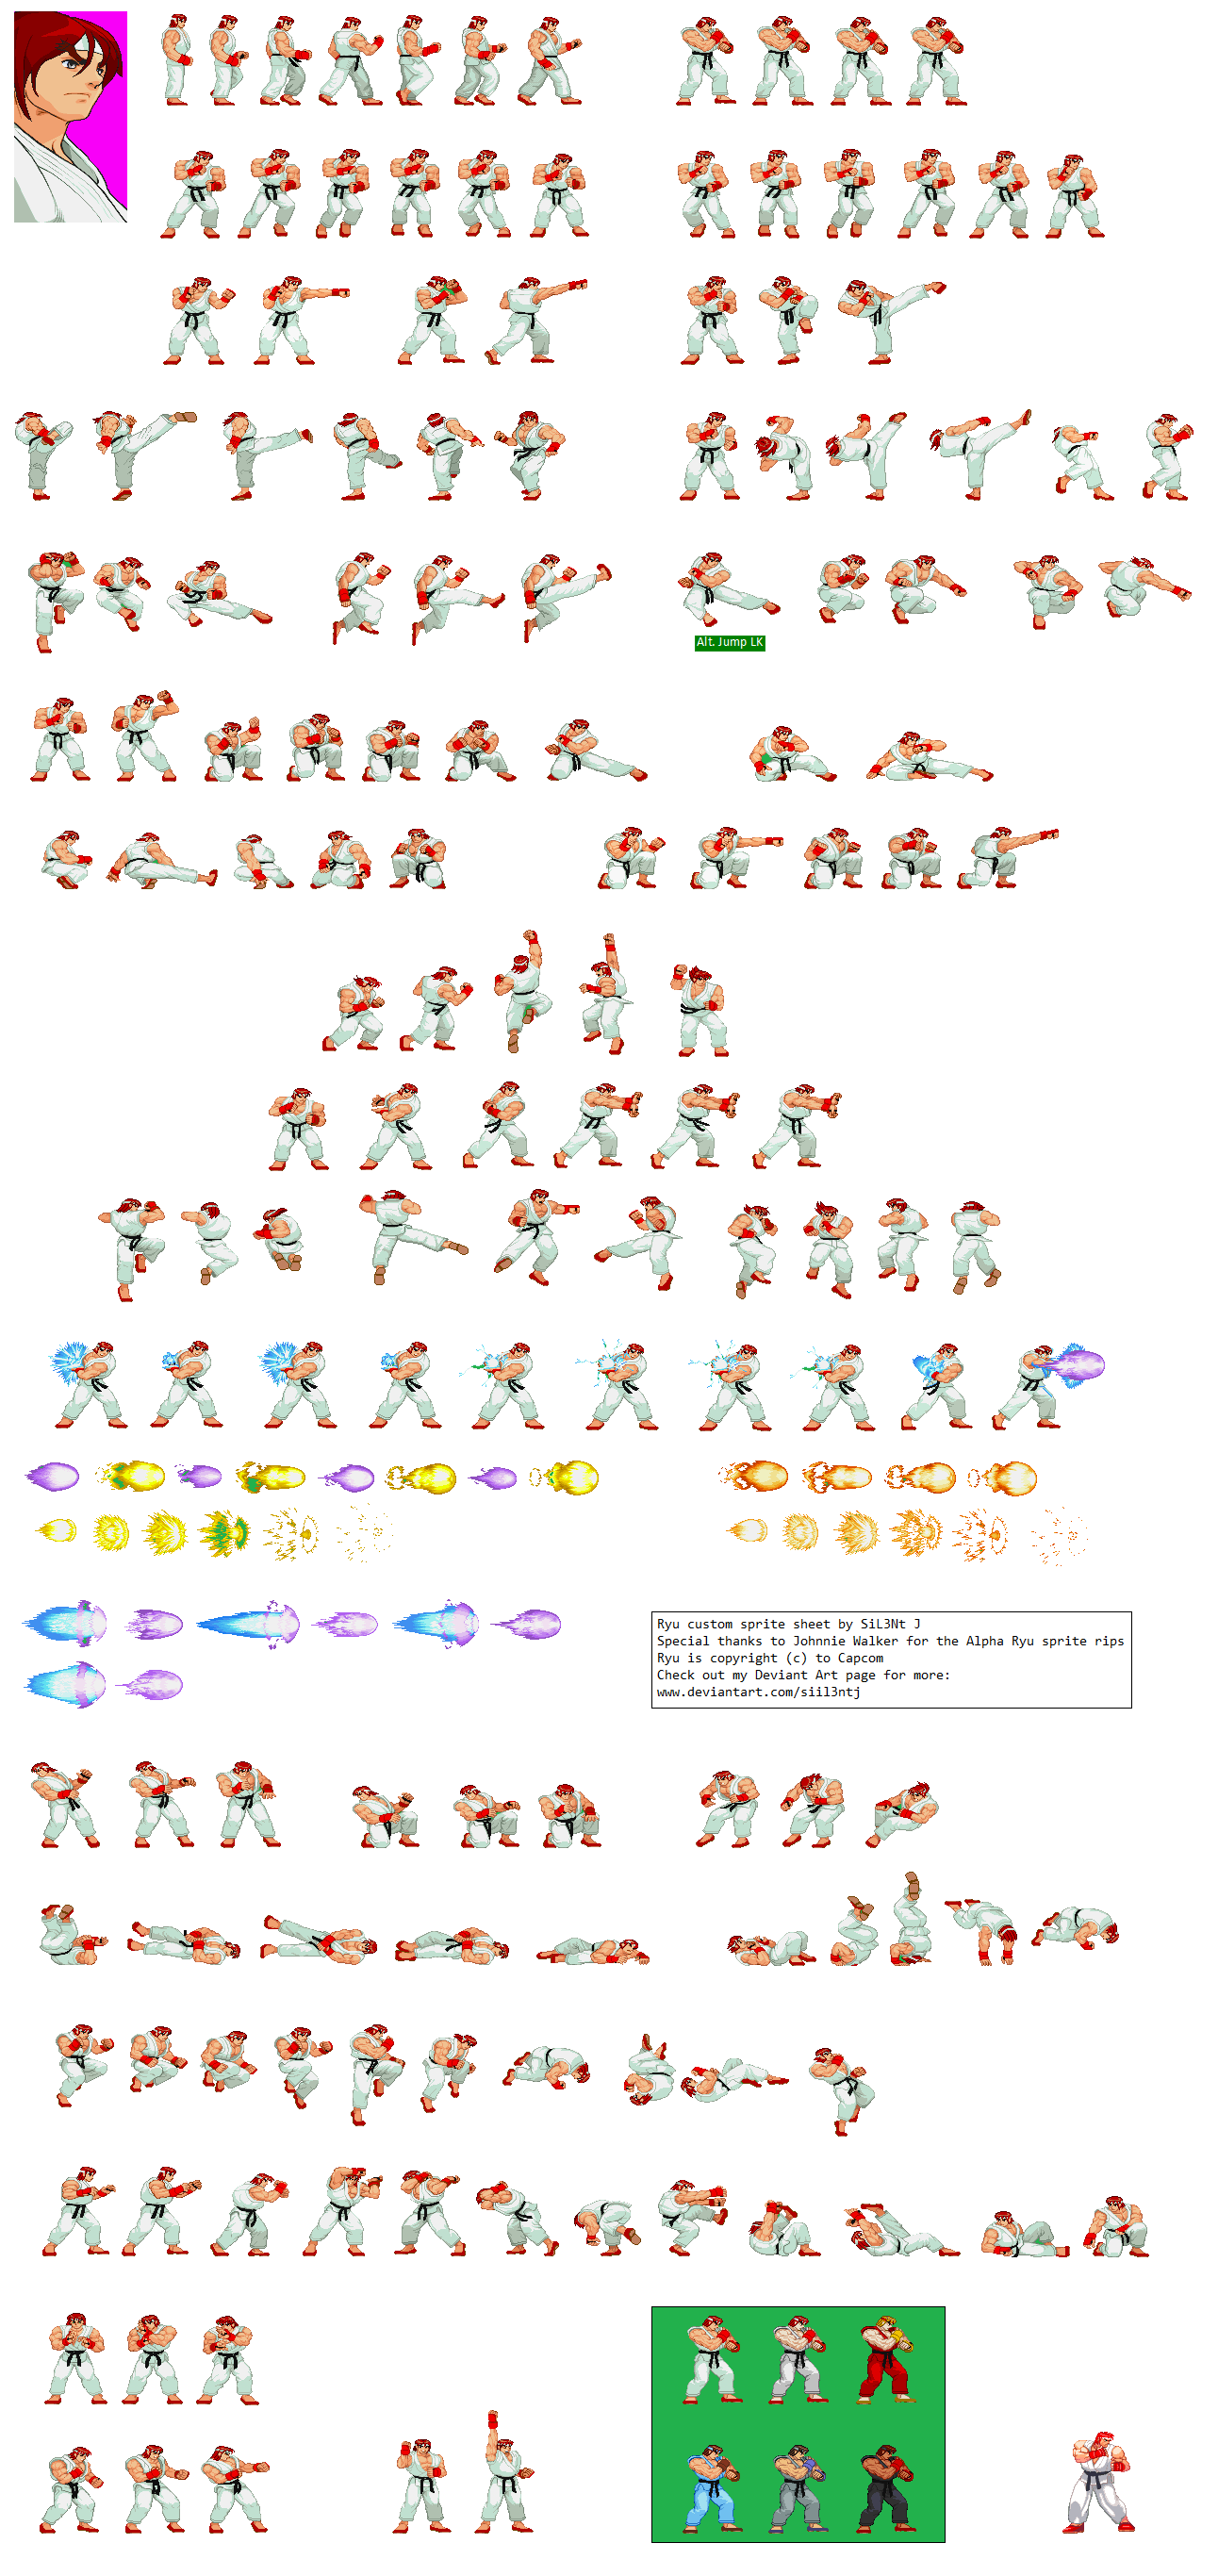 Alt. Jump LK
Ryu custom sprite sheet by SiL3Nt J
Special thanks to Johnnie Walker for the Alpha Ryu sprite rips
Ryu is copyright (c) to Capcom
Check out my Deviant Art page for more:
www.deviantart.com/siil3ntj